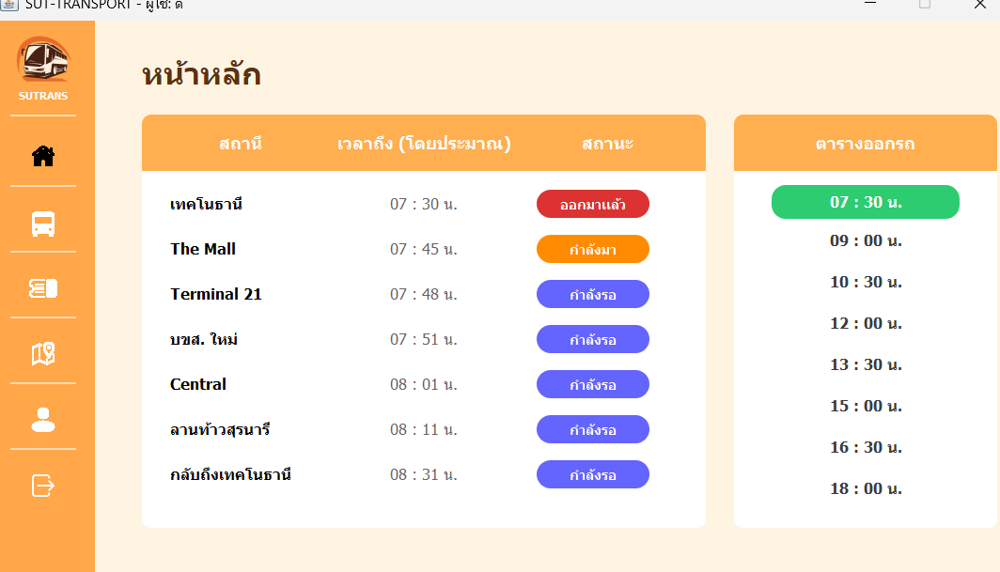 SUT-TRANSPORT - ผู้ใช้: ด
SUTRANS
หน้าหลัก
สถานี เวลาถึง (โดยประมาณ) สถานะ
เทคโนธานี 07 : 30 น. ออกมาแล้ว
The Mall 07 : 45 น. กำลังมา
Terminal 21 07 : 48 น. กำลังรอ
บขส. ใหม่ 07 : 51 น. กำลังรอ
Central 08 : 01 น. กำลังรอ
ลานท้าวสุรนารี 08 : 11 น. กำลังรอ
กลับถึงเทคโนธานี 08 : 31 น. กำลังรอ
ตารางออกรถ
07 : 30 น.
09 : 00 น.
10 : 30 น.
12 : 00 น.
13 : 30 น.
15 : 00 น.
16 : 30 น.
18 : 00 น.